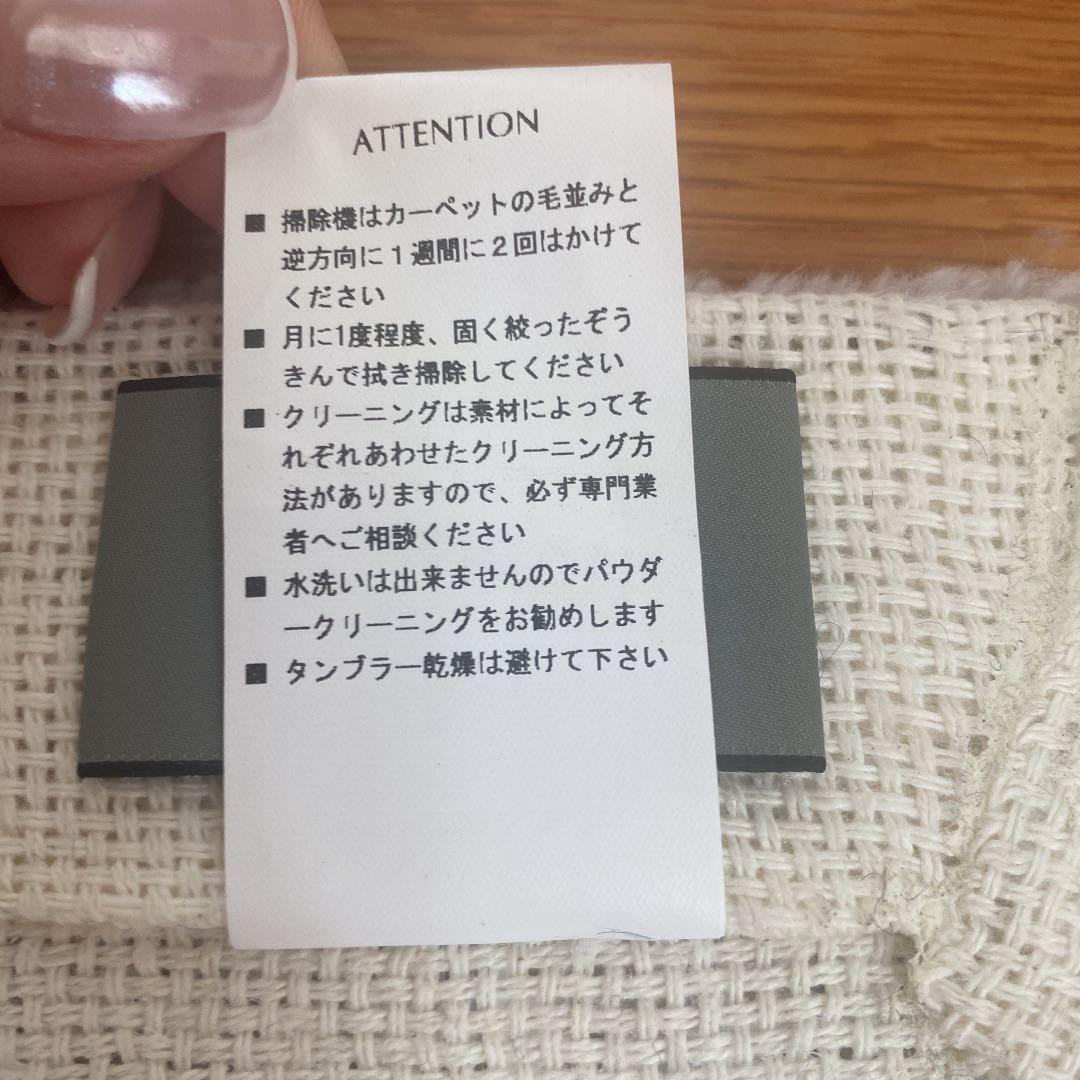 ATTENTION
■ 掃除機はカーペットの毛並みと
逆方向に1週間に2回はかけて
ください
■ 月に1度程度、固く絞ったぞう
きんで拭き掃除してください
■ クリーニングは素材によってそ
れぞれあわせたクリーニング方
法がありますので、必ず専門業
者へご相談ください
■ 水洗いは出来ませんのでパウダ
ークリーニングをお勧めします
■ タンブラー乾燥は避けて下さい